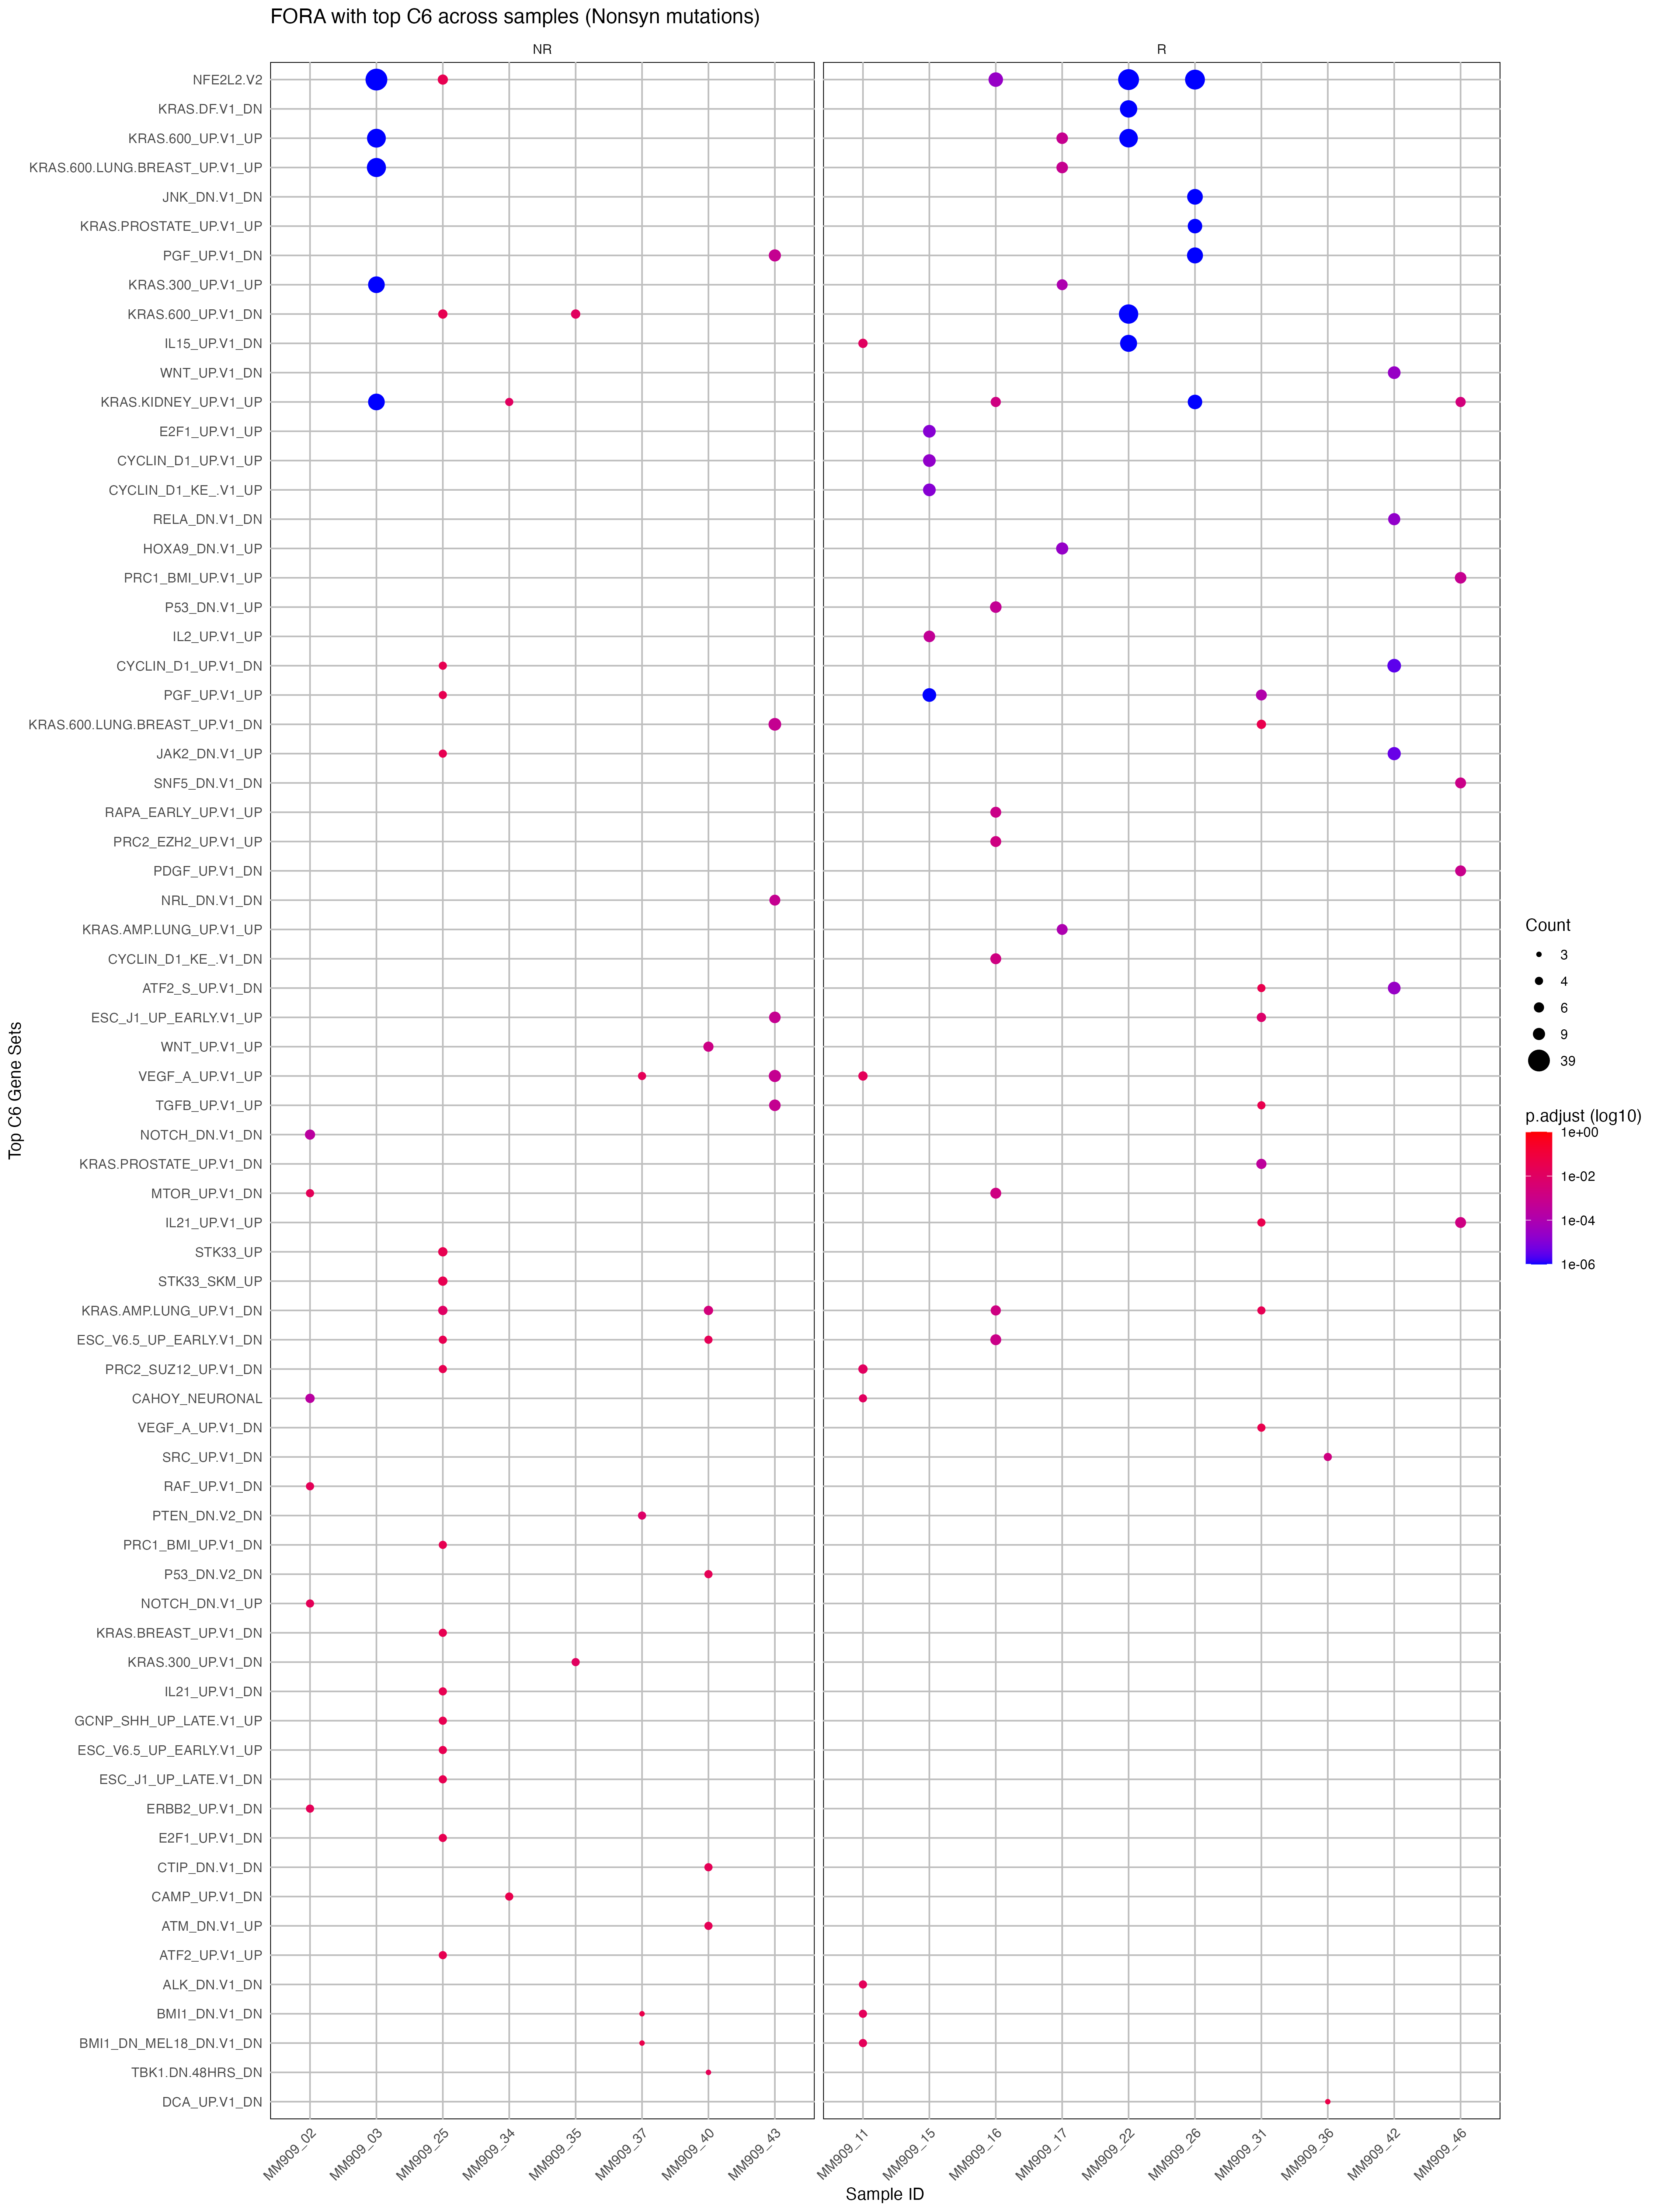 FORA with top C6 across samples (Nonsyn mutations)
NR
R
NFE2L2.V2
KRAS.DF.V1_DN
KRAS.600_UP.V1_UP
KRAS.600.LUNG.BREAST_UP.V1_UP
JNK_DN.V1_DN
KRAS.PROSTATE_UP.V1_UP
PGF_UP.V1_DN
KRAS.300_UP.V1_UP
KRAS.600_UP.V1_DN
IL15_UP.V1_DN
WNT_UP.V1_DN
KRAS.KIDNEY_UP.V1_UP
E2F1_UP.V1_UP
CYCLIN_D1_UP.V1_UP
CYCLIN_D1_KE_.V1_UP
RELA_DN.V1_DN
HOXA9_DN.V1_UP
PRC1_BMI_UP.V1_UP
P53_DN.V1_UP
IL2_UP.V1_UP
CYCLIN_D1_UP.V1_DN
PGF_UP.V1_UP
KRAS.600.LUNG.BREAST_UP.V1_DN
JAK2_DN.V1_UP
SNF5_DN.V1_DN
RAPA_EARLY_UP.V1_UP
PRC2_EZH2_UP.V1_UP
PDGF_UP.V1_DN
NRL_DN.V1_DN
KRAS.AMP.LUNG_UP.V1_UP
CYCLIN_D1_KE_.V1_DN
ATF2_S_UP.V1_DN
ESC_J1_UP_EARLY.V1_UP
WNT_UP.V1_UP
VEGF_A_UP.V1_UP
TGFB_UP.V1_UP
NOTCH_DN.V1_DN
KRAS.PROSTATE_UP.V1_DN
MTOR_UP.V1_DN
IL21_UP.V1_UP
STK33_UP
STK33_SKM_UP
KRAS.AMP.LUNG_UP.V1_DN
ESC_V6.5_UP_EARLY.V1_DN
PRC2_SUZ12_UP.V1_DN
CAHOY_NEURONAL
VEGF_A_UP.V1_DN
SRC_UP.V1_DN
RAF_UP.V1_DN
PTEN_DN.V2_DN
PRC1_BMI_UP.V1_DN
P53_DN.V2_DN
NOTCH_DN.V1_UP
KRAS.BREAST_UP.V1_DN
KRAS.300_UP.V1_DN
IL21_UP.V1_DN
GCNP_SHH_UP_LATE.V1_UP
ESC_V6.5_UP_EARLY.V1_UP
ESC_J1_UP_LATE.V1_DN
ERBB2_UP.V1_DN
E2F1_UP.V1_DN
CTIP_DN.V1_DN
CAMP_UP.V1_DN
ATM_DN.V1_UP
ATF2_UP.V1_UP
ALK_DN.V1_DN
BMI1_DN.V1_DN
BMI1_DN_MEL18_DN.V1_DN
TBK1.DN.48HRS_DN
DCA_UP.V1_DN
Top C6 Gene Sets
MM909_02
MM909_03
MM909_25
MM909_34
MM909_35
MM909_37
MM909_40
MM909_43
MM909_11
MM909_15
MM909_16
MM909_17
MM909_22
MM909_26
MM909_31
MM909_36
MM909_42
MM909_46
Sample ID
Count
3
4
6
9
39
p.adjust (log10)
1e+00
1e-02
1e-04
1e-06